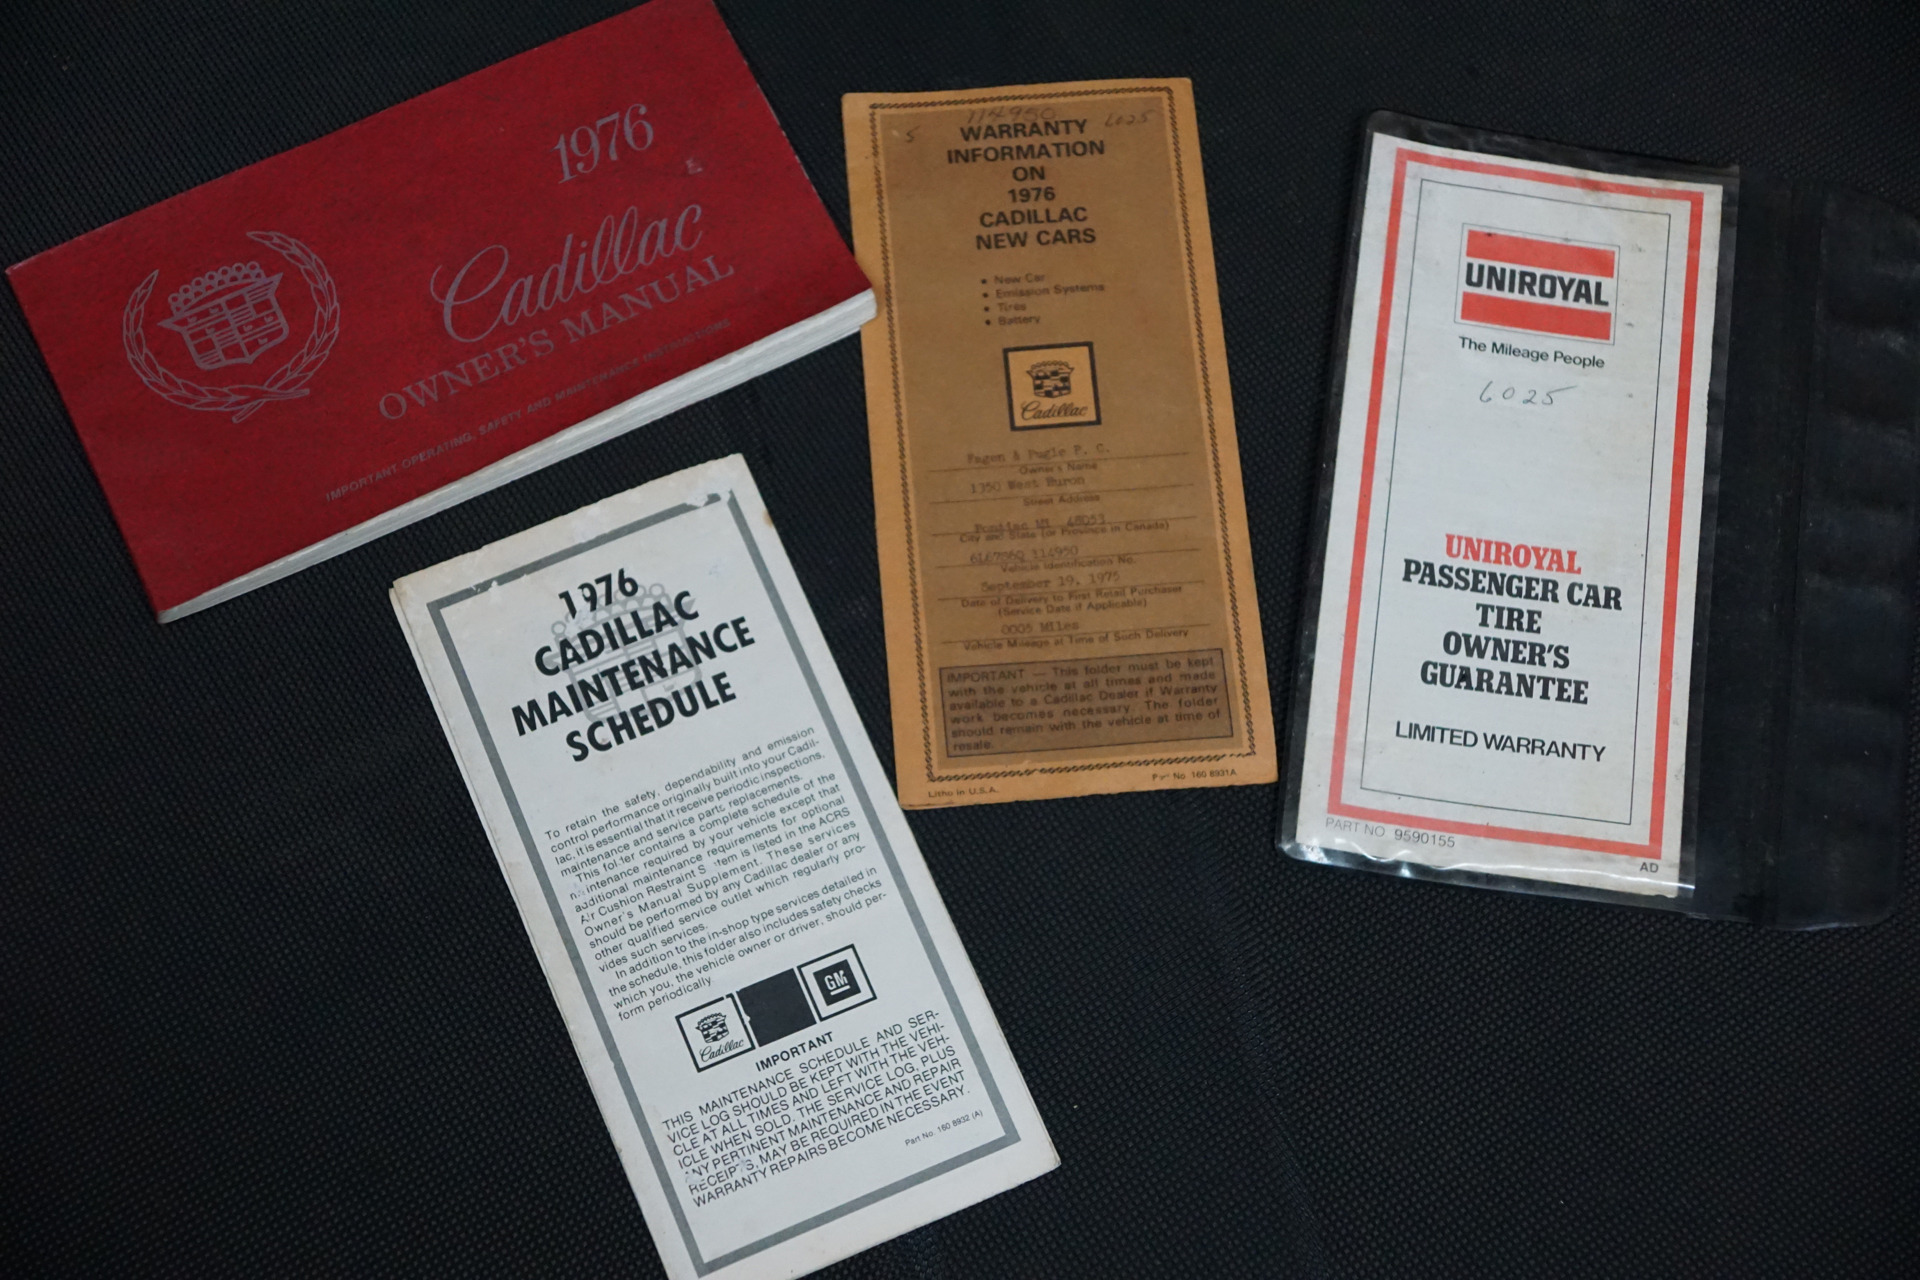 1976
Cadillac
OWNER'S MANUAL
IMPORTANT OPERATING, SAFETY AND MAINTENANCE INSTRUCTIONS
114950
5
6025
WARRANTY
INFORMATION
ON
1976
CADILLAC
NEW CARS
• New Car
• Emission Systems
• Tires
• Battery
Cadillac
P. C.
Owner's Name
1350 West Huron
Street Address
Pontiac MI 48053
City and State (or Province in Canada)
114950
Vehicle Identification No.
September 19, 1975
Date of Delivery to First Retail Purchaser
(Service Date if Applicable)
0005 Miles
Vehicle Mileage at Time of Such Delivery
IMPORTANT — This folder must be kept
with the vehicle at all times and made
available to a Cadillac Dealer if Warranty
work becomes necessary. The folder
should remain with the vehicle at time of
resale.
Litho in U.S.A.
No. 160 8931A
UNIROYAL
The Mileage People
6025
UNIROYAL
PASSENGER CAR
TIRE
OWNER'S
GUARANTEE
LIMITED WARRANTY
PART NO. 9590155
AD
1976
CADILLAC
MAINTENANCE
SCHEDULE
To retain the safety, dependability and emission
control performance originally built into your Cadil-
lac, it is essential that it receive periodic inspections,
maintenance and service parts replacements.
This folder contains a complete schedule of the
maintenance required by your vehicle except that
additional maintenance requirements for optional
Air Cushion Restraint System is listed in the ACRS
Owner's Manual Supplement. These services
should be performed by any Cadillac dealer or any
other qualified service outlet which regularly pro-
vides such services.
In addition to the in-shop type services detailed in
the schedule, this folder also includes safety checks
which you, the vehicle owner or driver, should per-
form periodically
Cadillac
GM
IMPORTANT
THIS MAINTENANCE SCHEDULE AND SER-
VICE LOG SHOULD BE KEPT WITH THE VEHI-
CLE AT ALL TIMES AND LEFT WITH THE VEH-
ICLE WHEN SOLD. THE SERVICE LOG, PLUS
ANY PERTINENT MAINTENANCE AND REPAIR
RECEIPTS, MAY BE REQUIRED IN THE EVENT
WARRANTY REPAIRS BECOME NECESSARY.
Part No. 160 8932 (A)